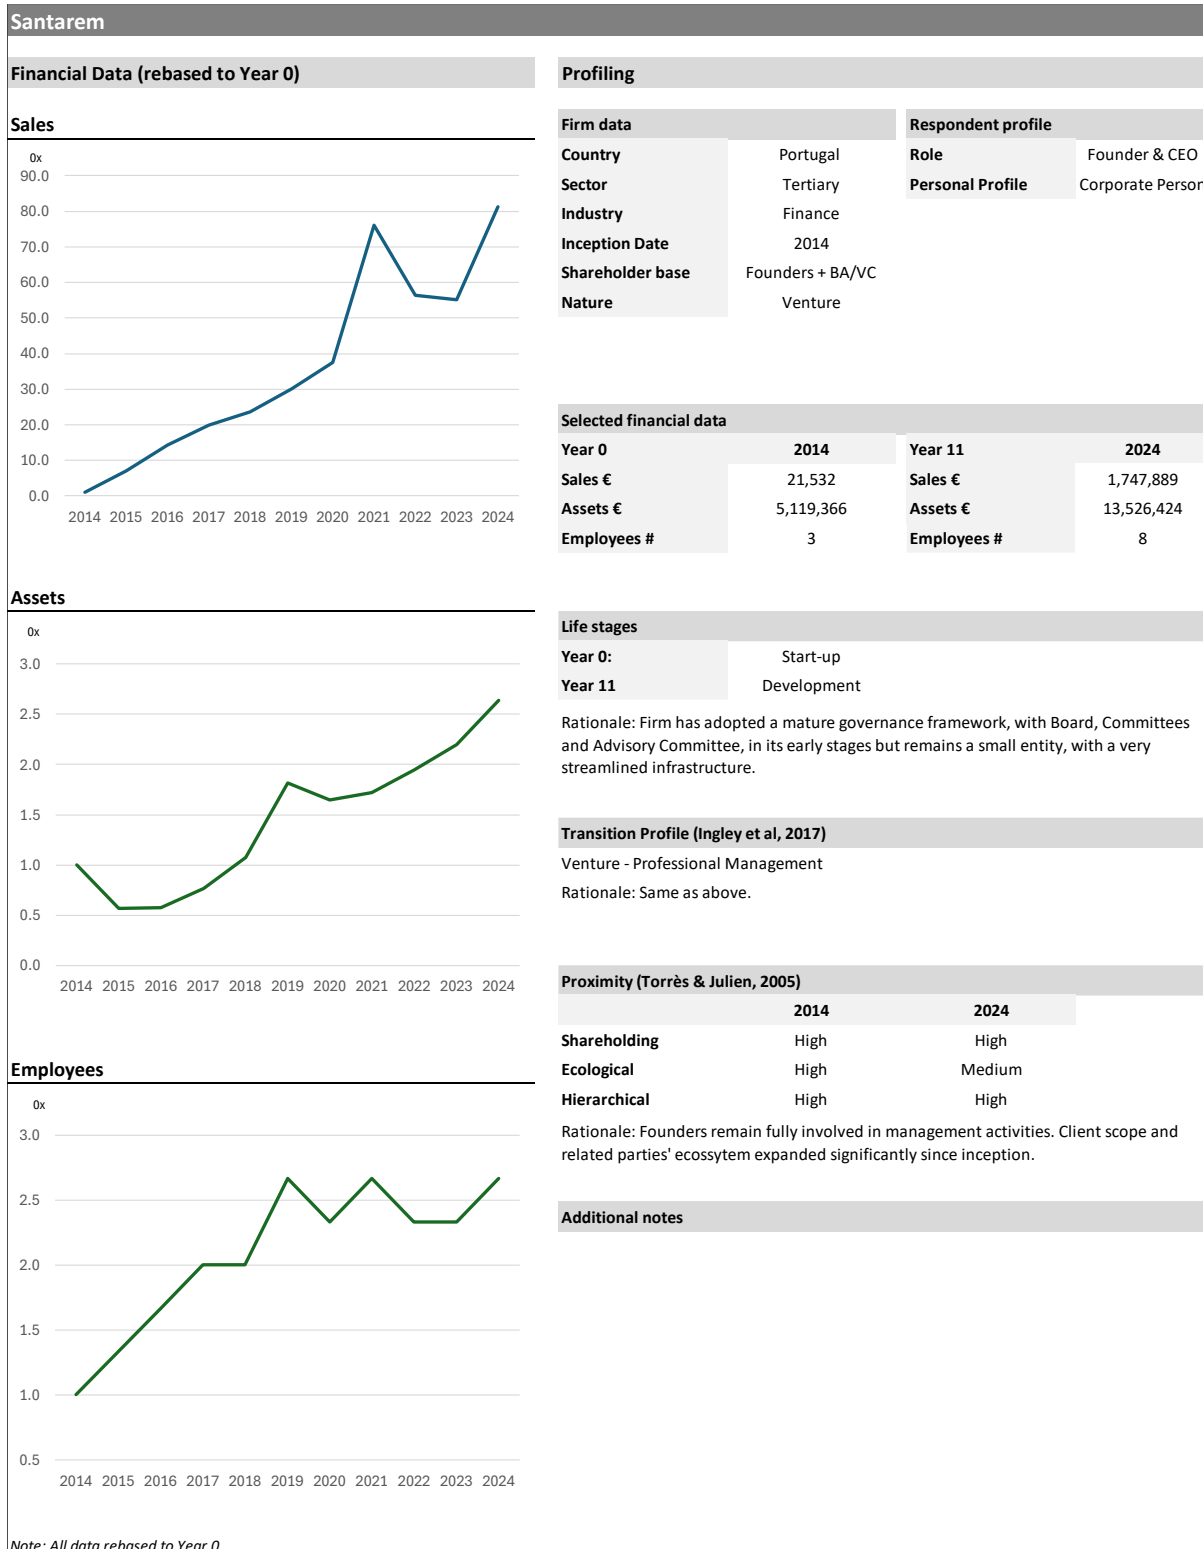 Santarem
Financial Data (rebased to Year 0)
Sales
0x
90.0
80.0
70.0
60.0
50.0
40.0
30.0
20.0
10.0
0.0
2014 2015 2016 2017 2018 2019 2020 2021 2022 2023 2024
Assets
0x
3.0
2.5
2.0
1.5
1.0
0.5
0.0
2014 2015 2016 2017 2018 2019 2020 2021 2022 2023 2024
Employees
0x
3.0
2.5
2.0
1.5
1.0
0.5
2014 2015 2016 2017 2018 2019 2020 2021 2022 2023 2024
Note: All data rebased to Year 0
Profiling
Firm data
Country Portugal
Sector Tertiary
Industry Finance
Inception Date 2014
Shareholder base Founders + BA/VC
Nature Venture
Respondent profile
Role Founder & CEO
Personal Profile Corporate Person
Selected financial data
Year 0 2014 Year 11 2024
Sales € 21,532 Sales € 1,747,889
Assets € 5,119,366 Assets € 13,526,424
Employees # 3 Employees # 8
Life stages
Year 0: Start-up
Year 11 Development
Rationale: Firm has adopted a mature governance framework, with Board, Committees
and Advisory Committee, in its early stages but remains a small entity, with a very
streamlined infrastructure.
Transition Profile (Ingley et al, 2017)
Venture - Professional Management
Rationale: Same as above.
Proximity (Torrès & Julien, 2005)
2014 2024
Shareholding High High
Ecological High Medium
Hierarchical High High
Rationale: Founders remain fully involved in management activities. Client scope and
related parties' ecossytem expanded significantly since inception.
Additional notes